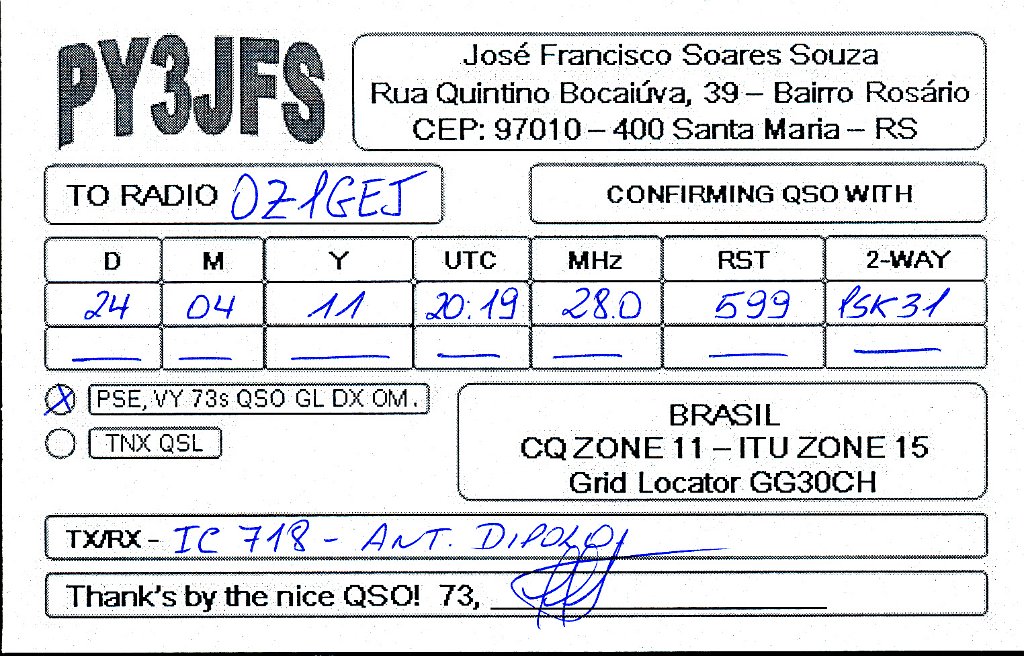 PY3JFS
José Francisco Soares Souza
Rua Quintino Bocaiúva, 39 – Bairro Rosário
CEP: 97010 – 400 Santa Maria – RS
TO RADIO OZ1GEJ
CONFIRMING QSO WITH
D M Y UTC MHz RST 2-WAY
24 04 11 20:19 28.0 599 PSK31
PSE, VY 73s QSO GL DX OM.
TNX QSL
BRASIL
CQ ZONE 11 – ITU ZONE 15
Grid Locator GG30CH
TX/RX - IC 718 - ANT. DIPOLO
Thank's by the nice QSO! 73,